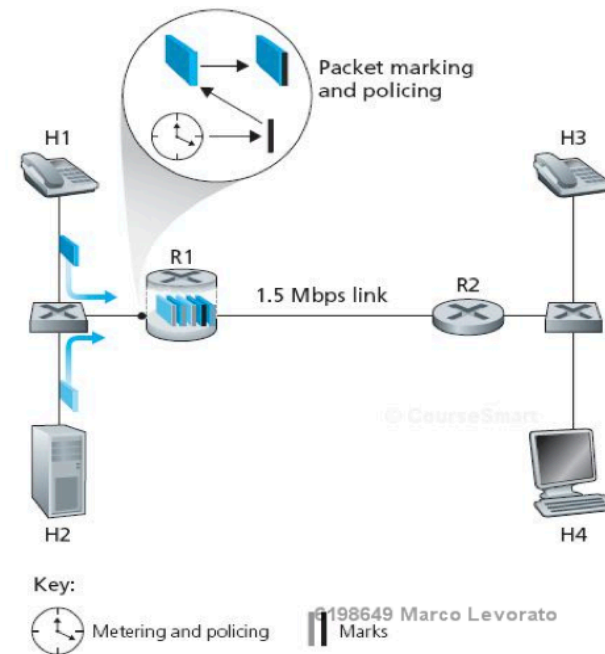 Packet marking
and policing
H1
H3
R1
1.5 Mbps link
R2
© CourseSmart
H2
H4
Key:
Metering and policing
Marks
6198649 Marco Levorato